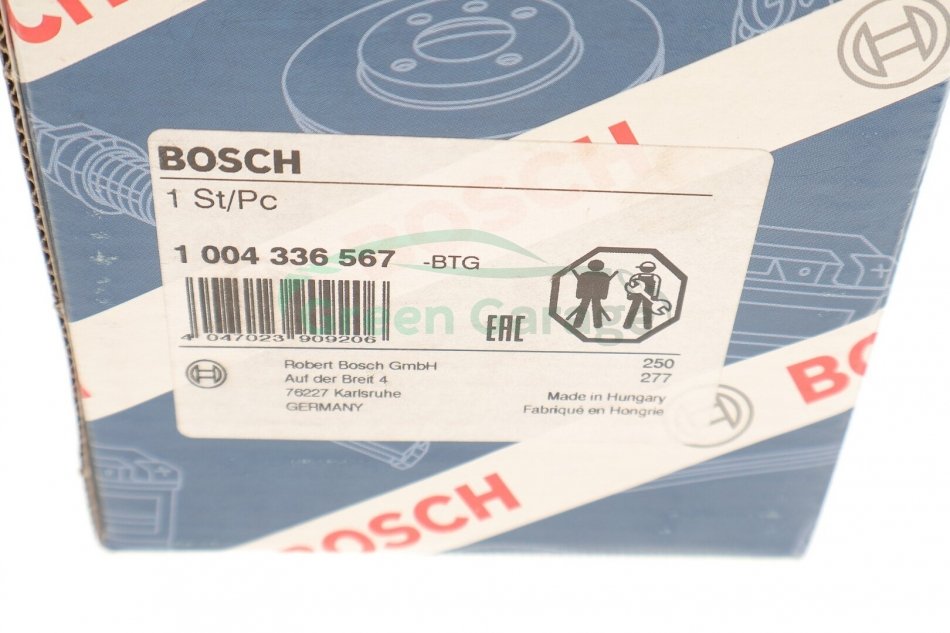 BOSCH
BOSCH
BOSCH
1 St/Pc
1 004 336 567 -BTG
Green Garage
4 047023 909206
EAC
Robert Bosch GmbH
Auf der Breit 4
76227 Karlsruhe
GERMANY
250
277
Made in Hungary
Fabriqué en Hongrie
BOSCH